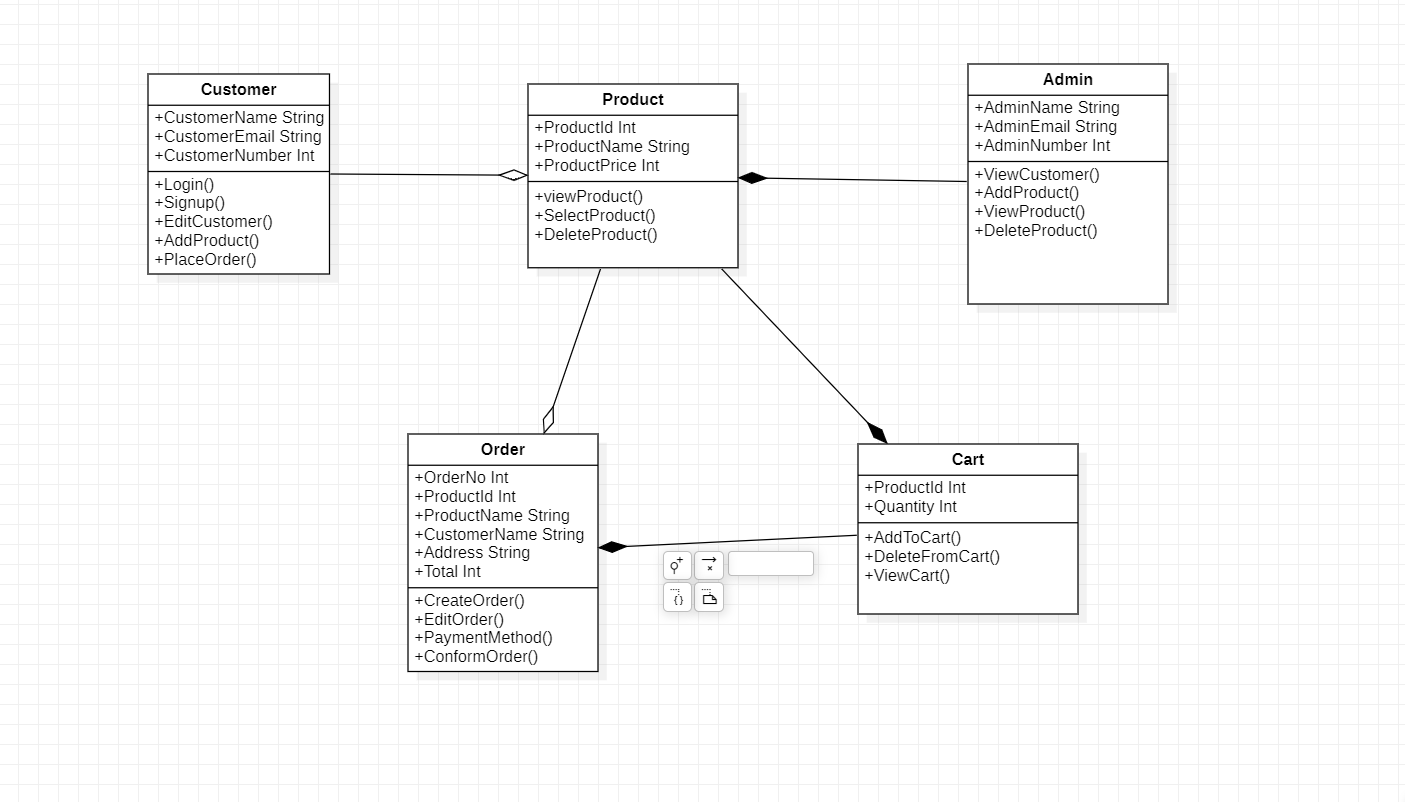 Customer
+CustomerName String
+CustomerEmail String
+CustomerNumber Int
+Login()
+Signup()
+EditCustomer()
+AddProduct()
+PlaceOrder()
Product
+ProductId Int
+ProductName String
+ProductPrice Int
+viewProduct()
+SelectProduct()
+DeleteProduct()
Admin
+AdminName String
+AdminEmail String
+AdminNumber Int
+ViewCustomer()
+AddProduct()
+ViewProduct()
+DeleteProduct()
Order
+OrderNo Int
+ProductId Int
+ProductName String
+CustomerName String
+Address String
+Total Int
+CreateOrder()
+EditOrder()
+PaymentMethod()
+ConformOrder()
Cart
+ProductId Int
+Quantity Int
+AddToCart()
+DeleteFromCart()
+ViewCart()